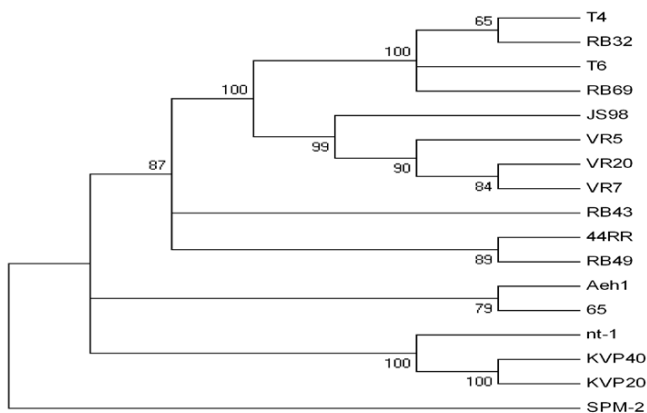 T4
65
RB32
100
T6
100
RB69
JS98
99
VR5
90
VR20
84
VR7
87
RB43
44RR
89
RB49
Aeh1
79
65
nt-1
100
KVP40
100
KVP20
SPM-2